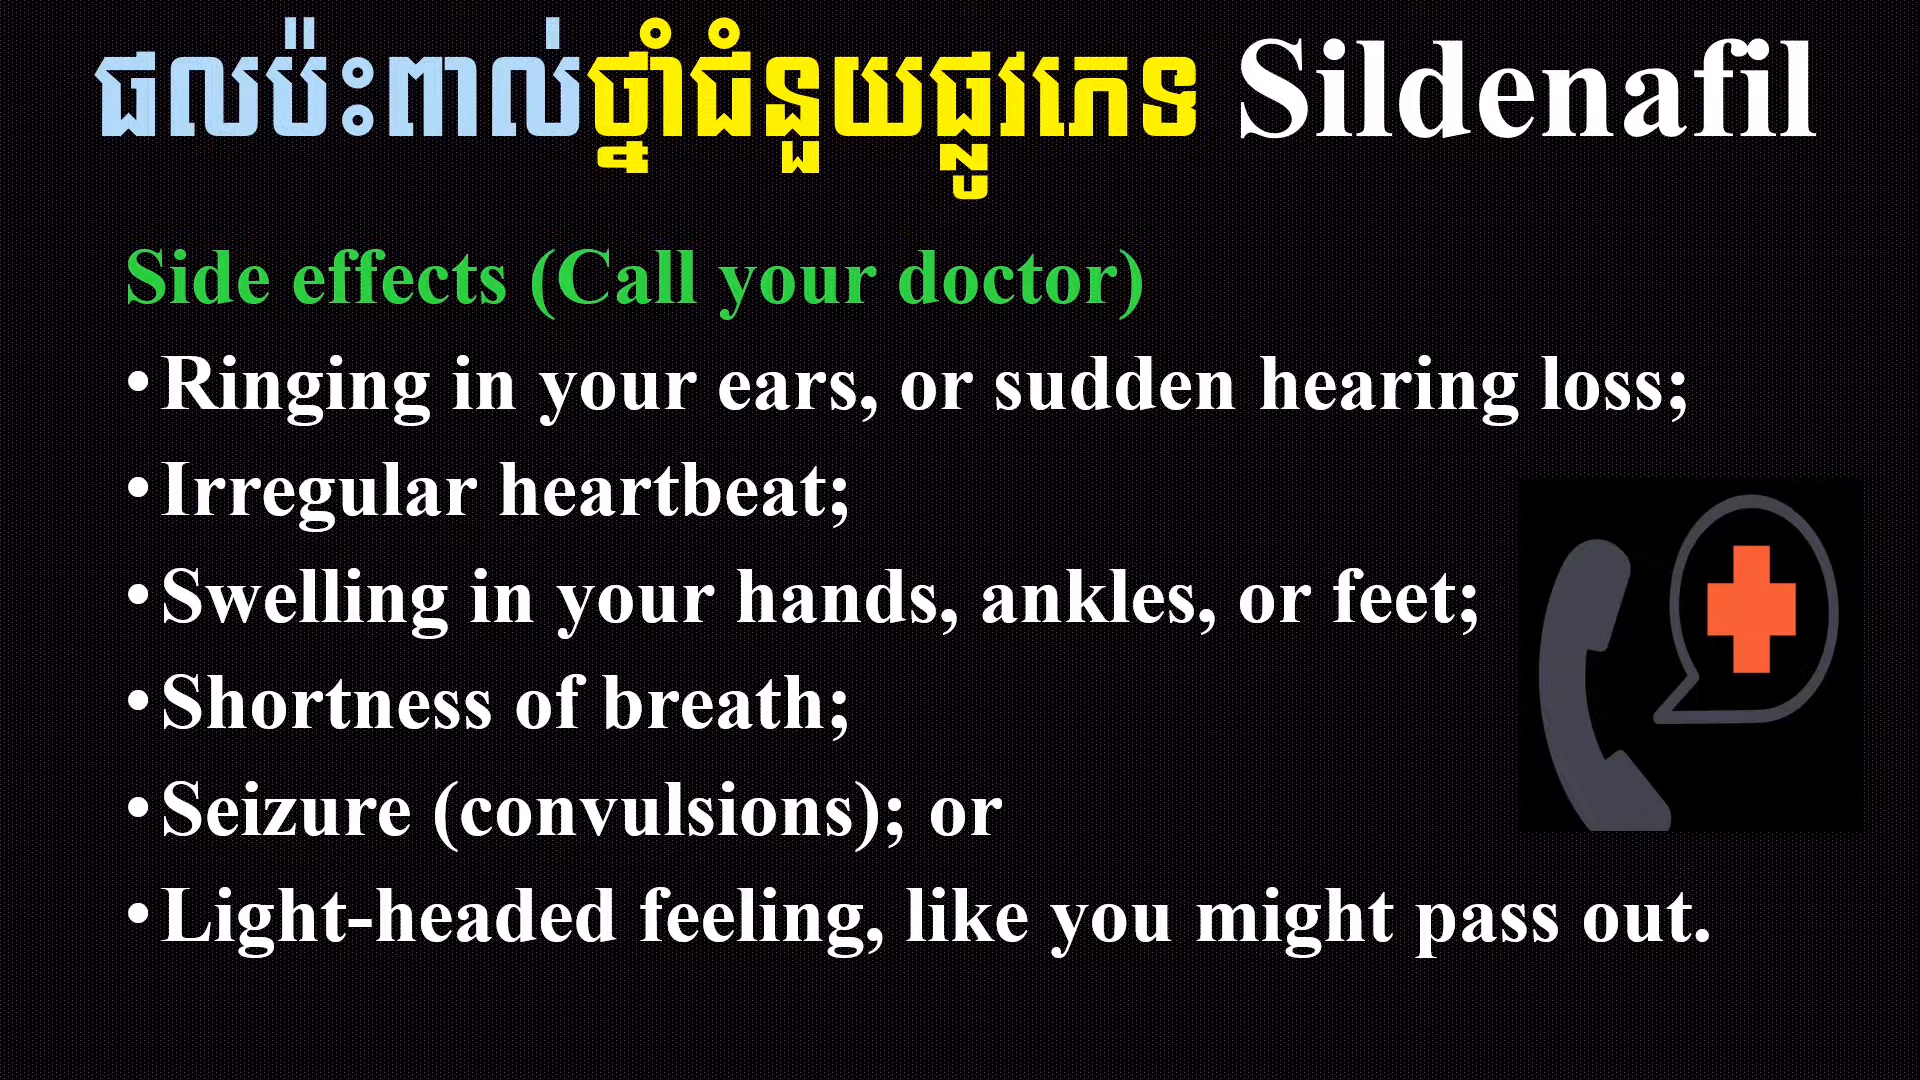 ផលប៉ះពាល់ថ្នាំជំនួយផ្លូវភេទ Sildenafil
Side effects (Call your doctor)
•Ringing in your ears, or sudden hearing loss;
•Irregular heartbeat;
•Swelling in your hands, ankles, or feet;
•Shortness of breath;
•Seizure (convulsions); or
•Light-headed feeling, like you might pass out.